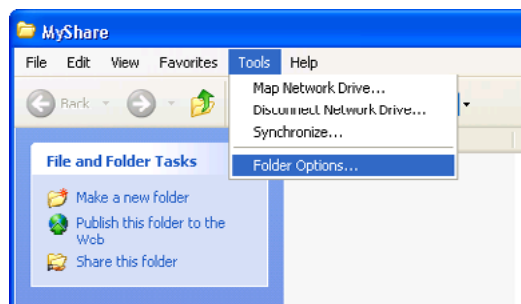 MyShare
File Edit View Favorites Tools Help
Map Network Drive...
Back
Disconnect Network Drive...
Synchronize...
Folder Options...
File and Folder Tasks
Make a new folder
Publish this folder to the
Web
Share this folder